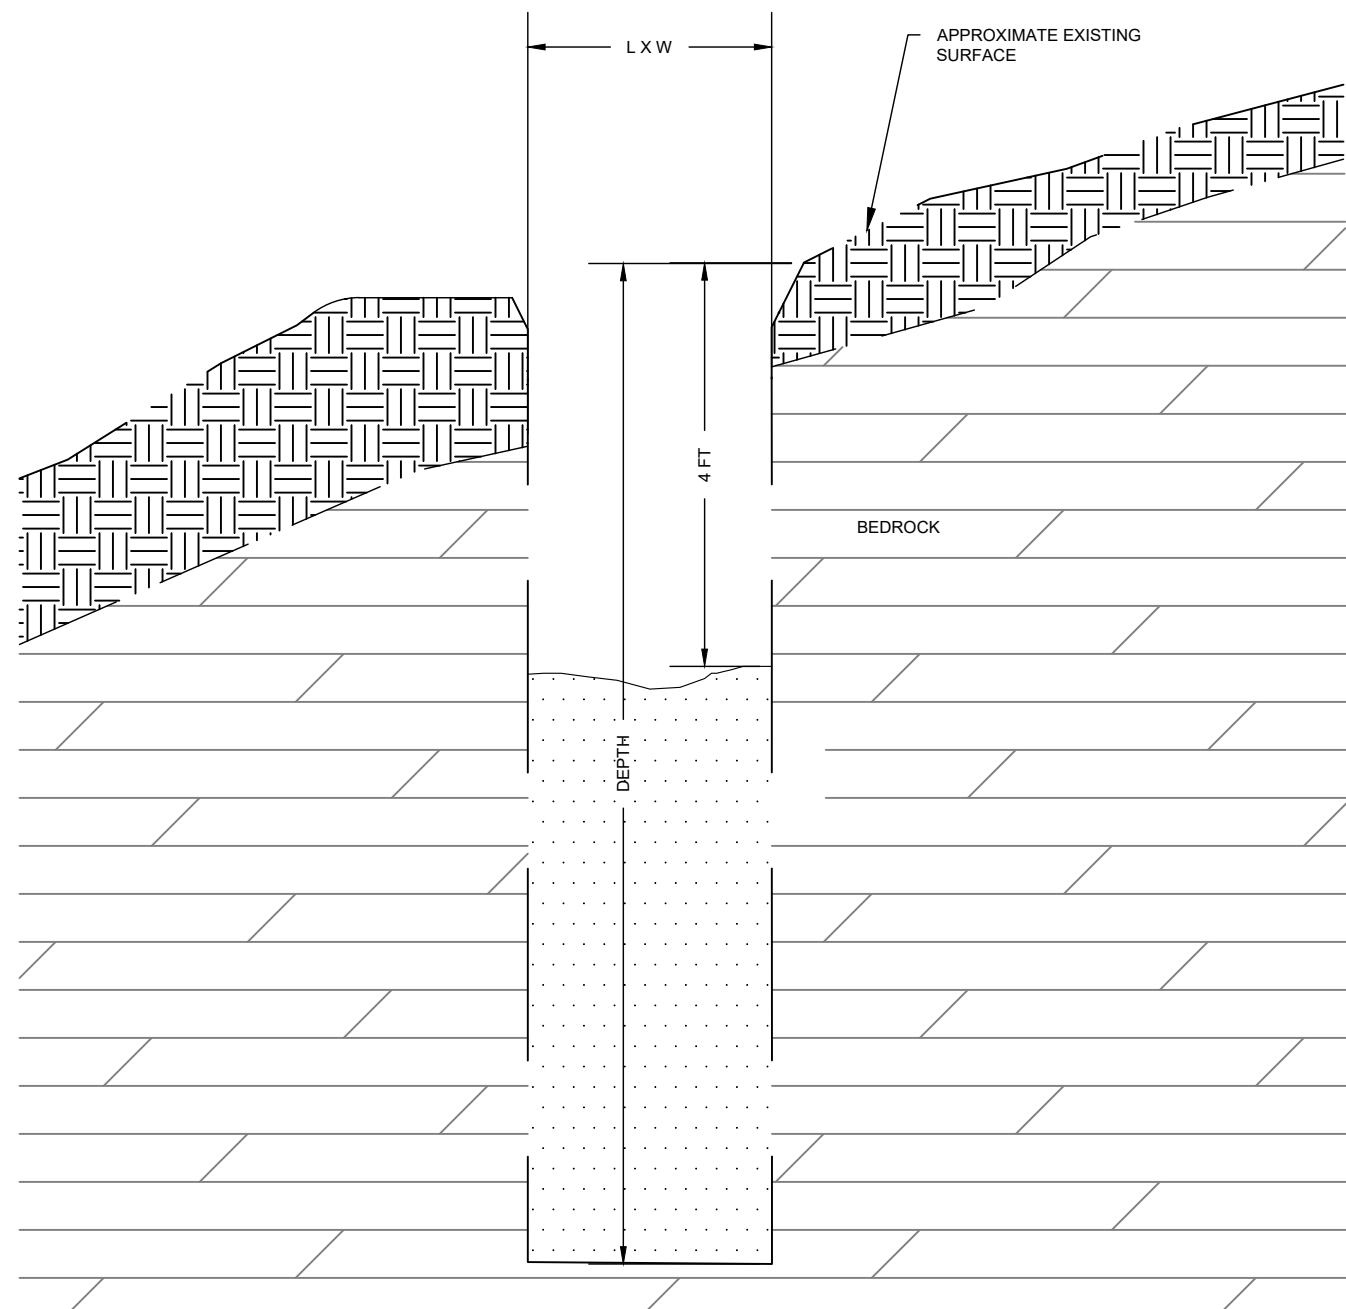 L X W
APPROXIMATE EXISTING
SURFACE
4 FT
BEDROCK
DEPTH